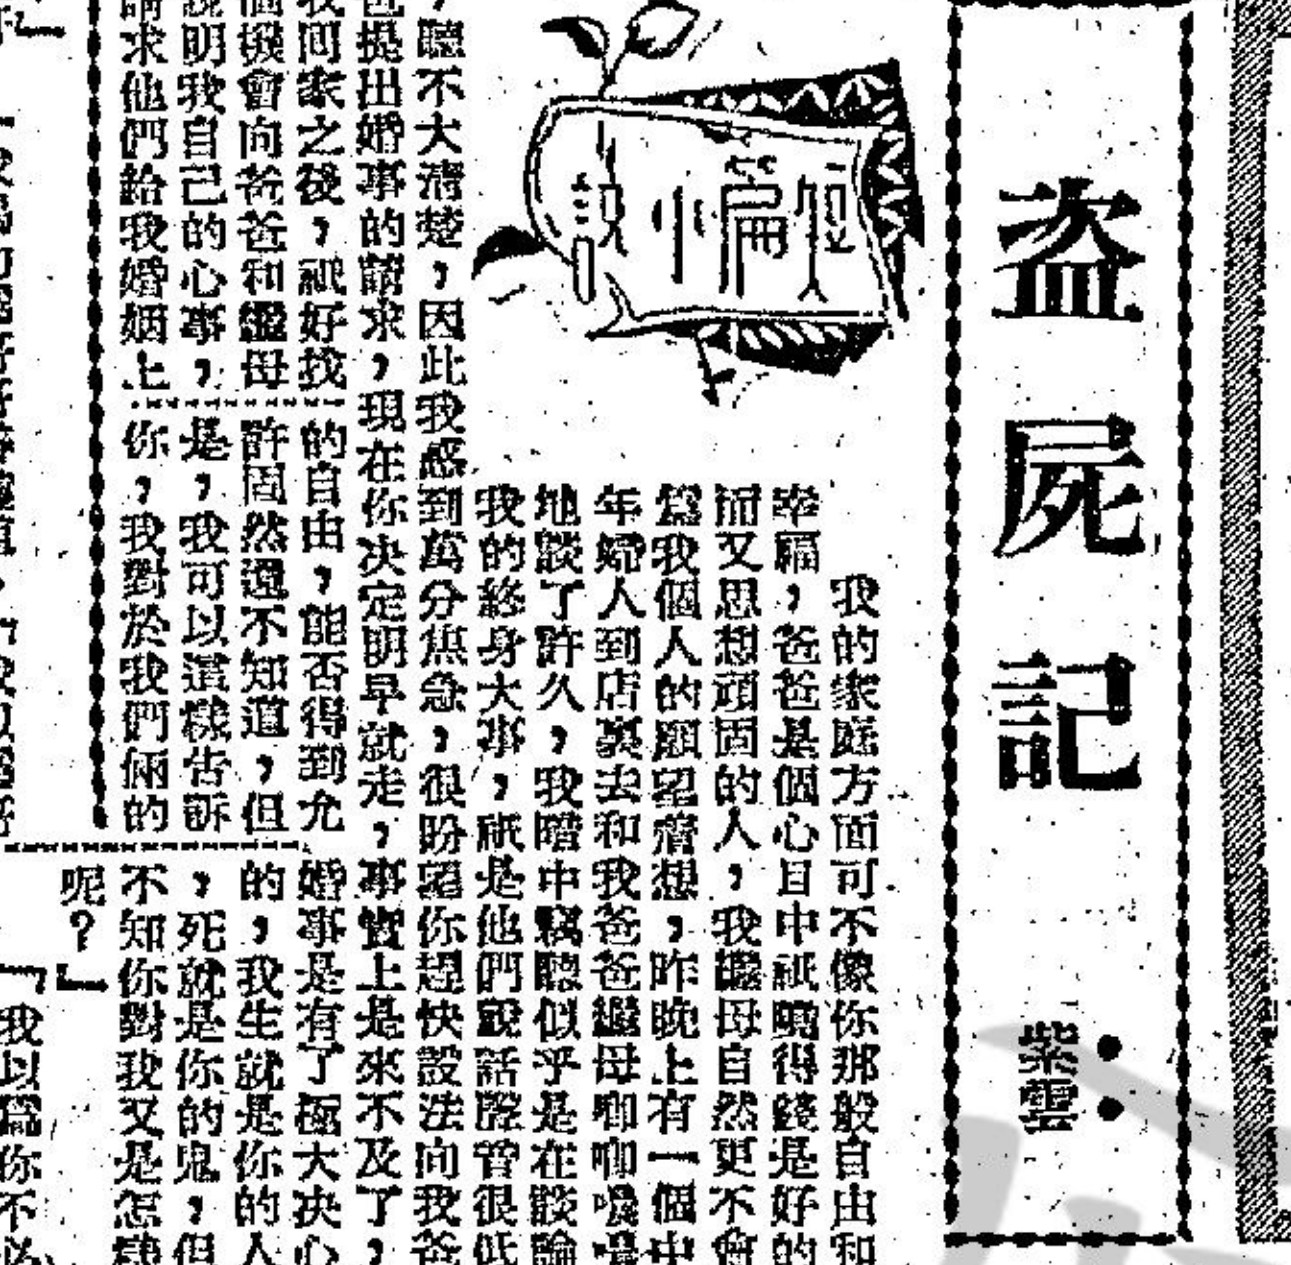 盗屍記
紫雲
短篇小說
我的家庭方面可不像你那般自由和
幸福，爸爸是個心目中祇曉得錢是好的
而又思想頑固的人，我繼母自然更不會
爲我個人的願望着想，昨晚上有一個中
年婦人到店裏去和我爸爸繼母唧唧噥噥
地談了許久，我暗中竊聽似乎是在談論
我的終身大事，祇是他們說話聲音很低
，聽不大清楚，因此我感到萬分焦急，很盼望你趕快設法向我爸
爸提出婚事的請求，現在你决定明早就走，事實上是來不及了，
我回家之後，祇好找
個機會向爸爸和繼母
說明我自己的心事，
請求他們給我婚姻上
的自由，能否得到允
許固然還不知道，但
是，我可以這樣告訴
你，我對於我們倆的
婚事是有了極大决心
的，我生就是你的人
，死就是你的鬼，但
不知你對我又是怎樣
呢？」
「我以爲你不必